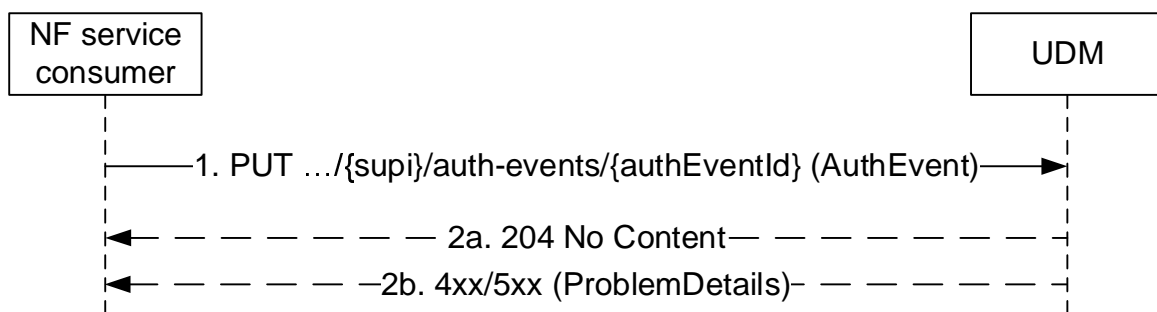 NF service
consumer
UDM
1. PUT …/{supi}/auth-events/{authEventId} (AuthEvent)
2a. 204 No Content
2b. 4xx/5xx (ProblemDetails)